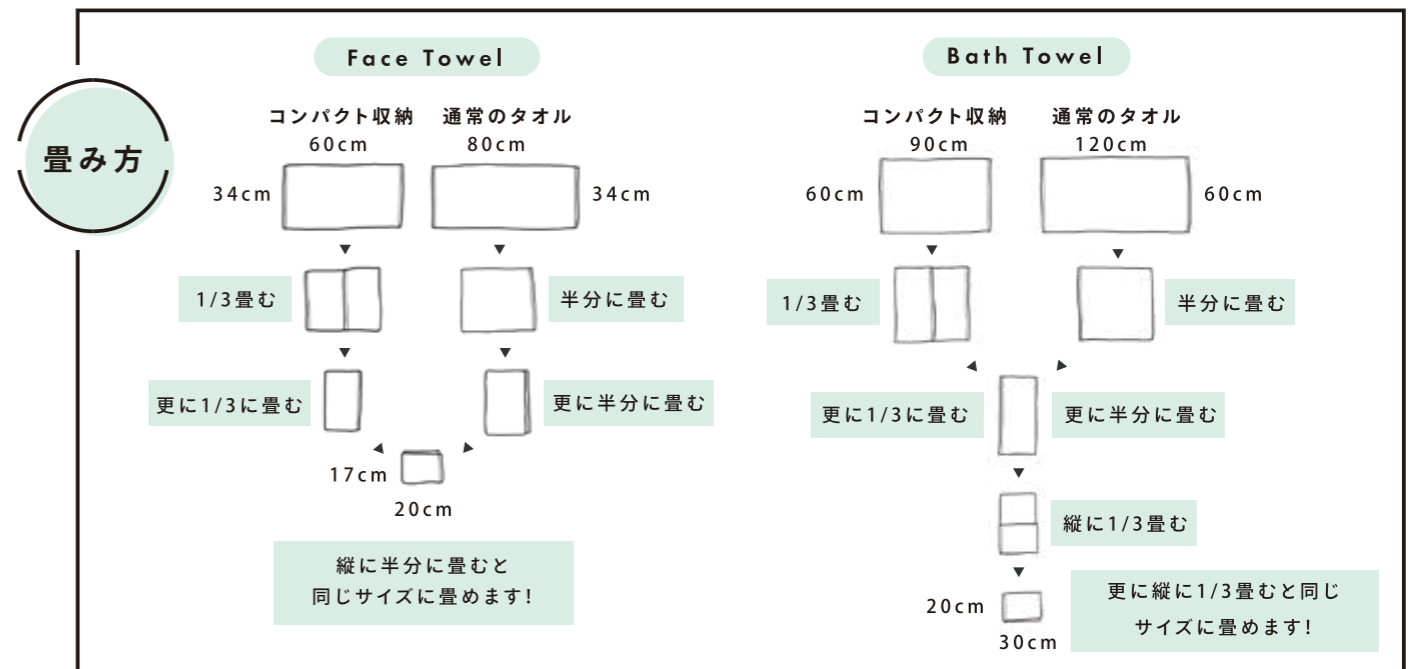 畳み方
Face Towel
コンパクト収納
通常のタオル
60cm
80cm
34cm
34cm
1/3畳む
半分に畳む
更に1/3に畳む
更に半分に畳む
17cm
20cm
縦に半分に畳むと
同じサイズに畳めます!
Bath Towel
コンパクト収納
通常のタオル
90cm
120cm
60cm
60cm
1/3畳む
半分に畳む
更に1/3に畳む
更に半分に畳む
縦に1/3畳む
20cm
30cm
更に縦に1/3畳むと同じ
サイズに畳めます!